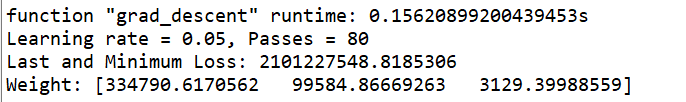 function "grad_descent" runtime: 0.15620899200439453s
Learning rate = 0.05, Passes = 80
Last and Minimum Loss: 2101227548.8185306
Weight: [334790.6170562   99584.86669263   3129.39988559]